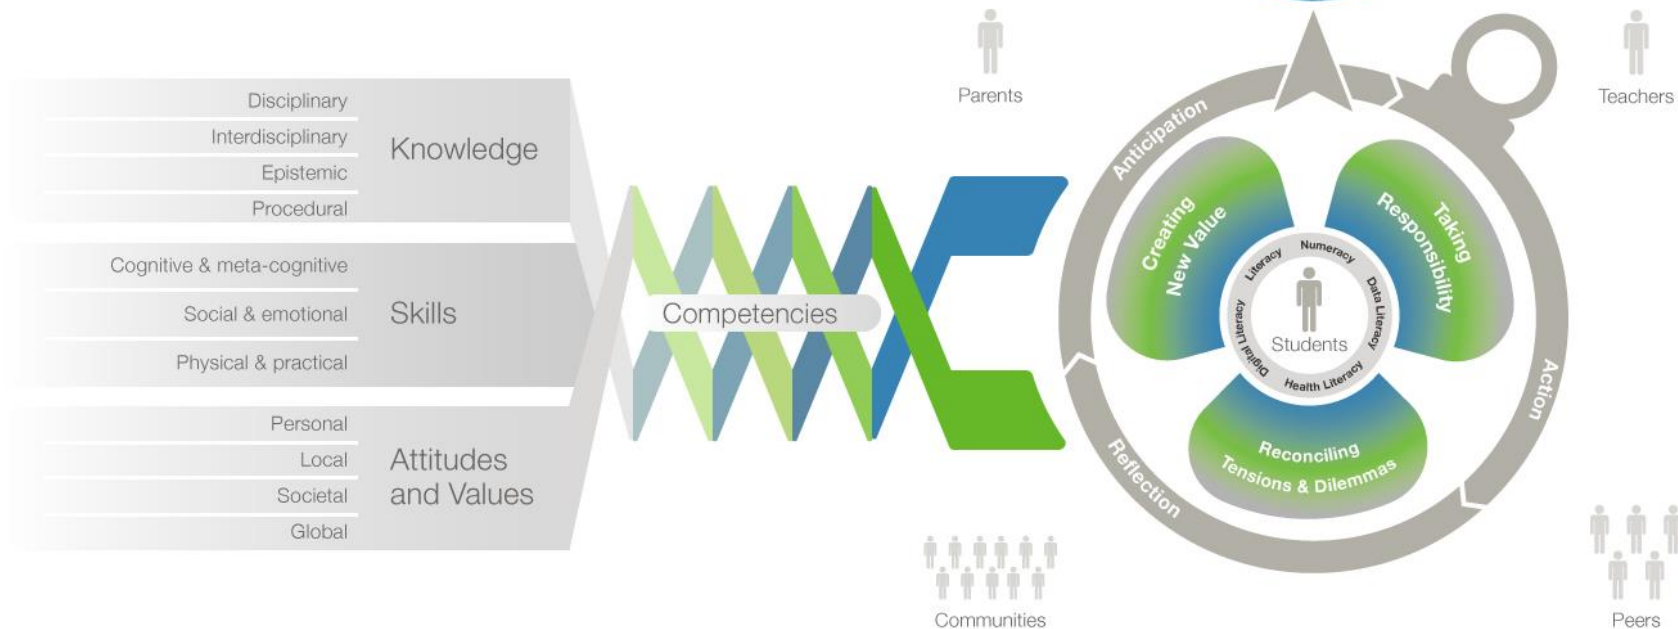 Disciplinary
Interdisciplinary
Epistemic
Procedural
Knowledge
Cognitive & meta-cognitive
Social & emotional
Physical & practical
Skills
Personal
Local
Societal
Global
Attitudes
and Values
Competencies
Parents
Teachers
Communities
Peers
Anticipation
Action
Reflection
Creating
New Value
Taking
Responsibility
Reconciling
Tensions & Dilemmas
Literacy
Numeracy
Data Literacy
Health Literacy
Digital Literacy
Students